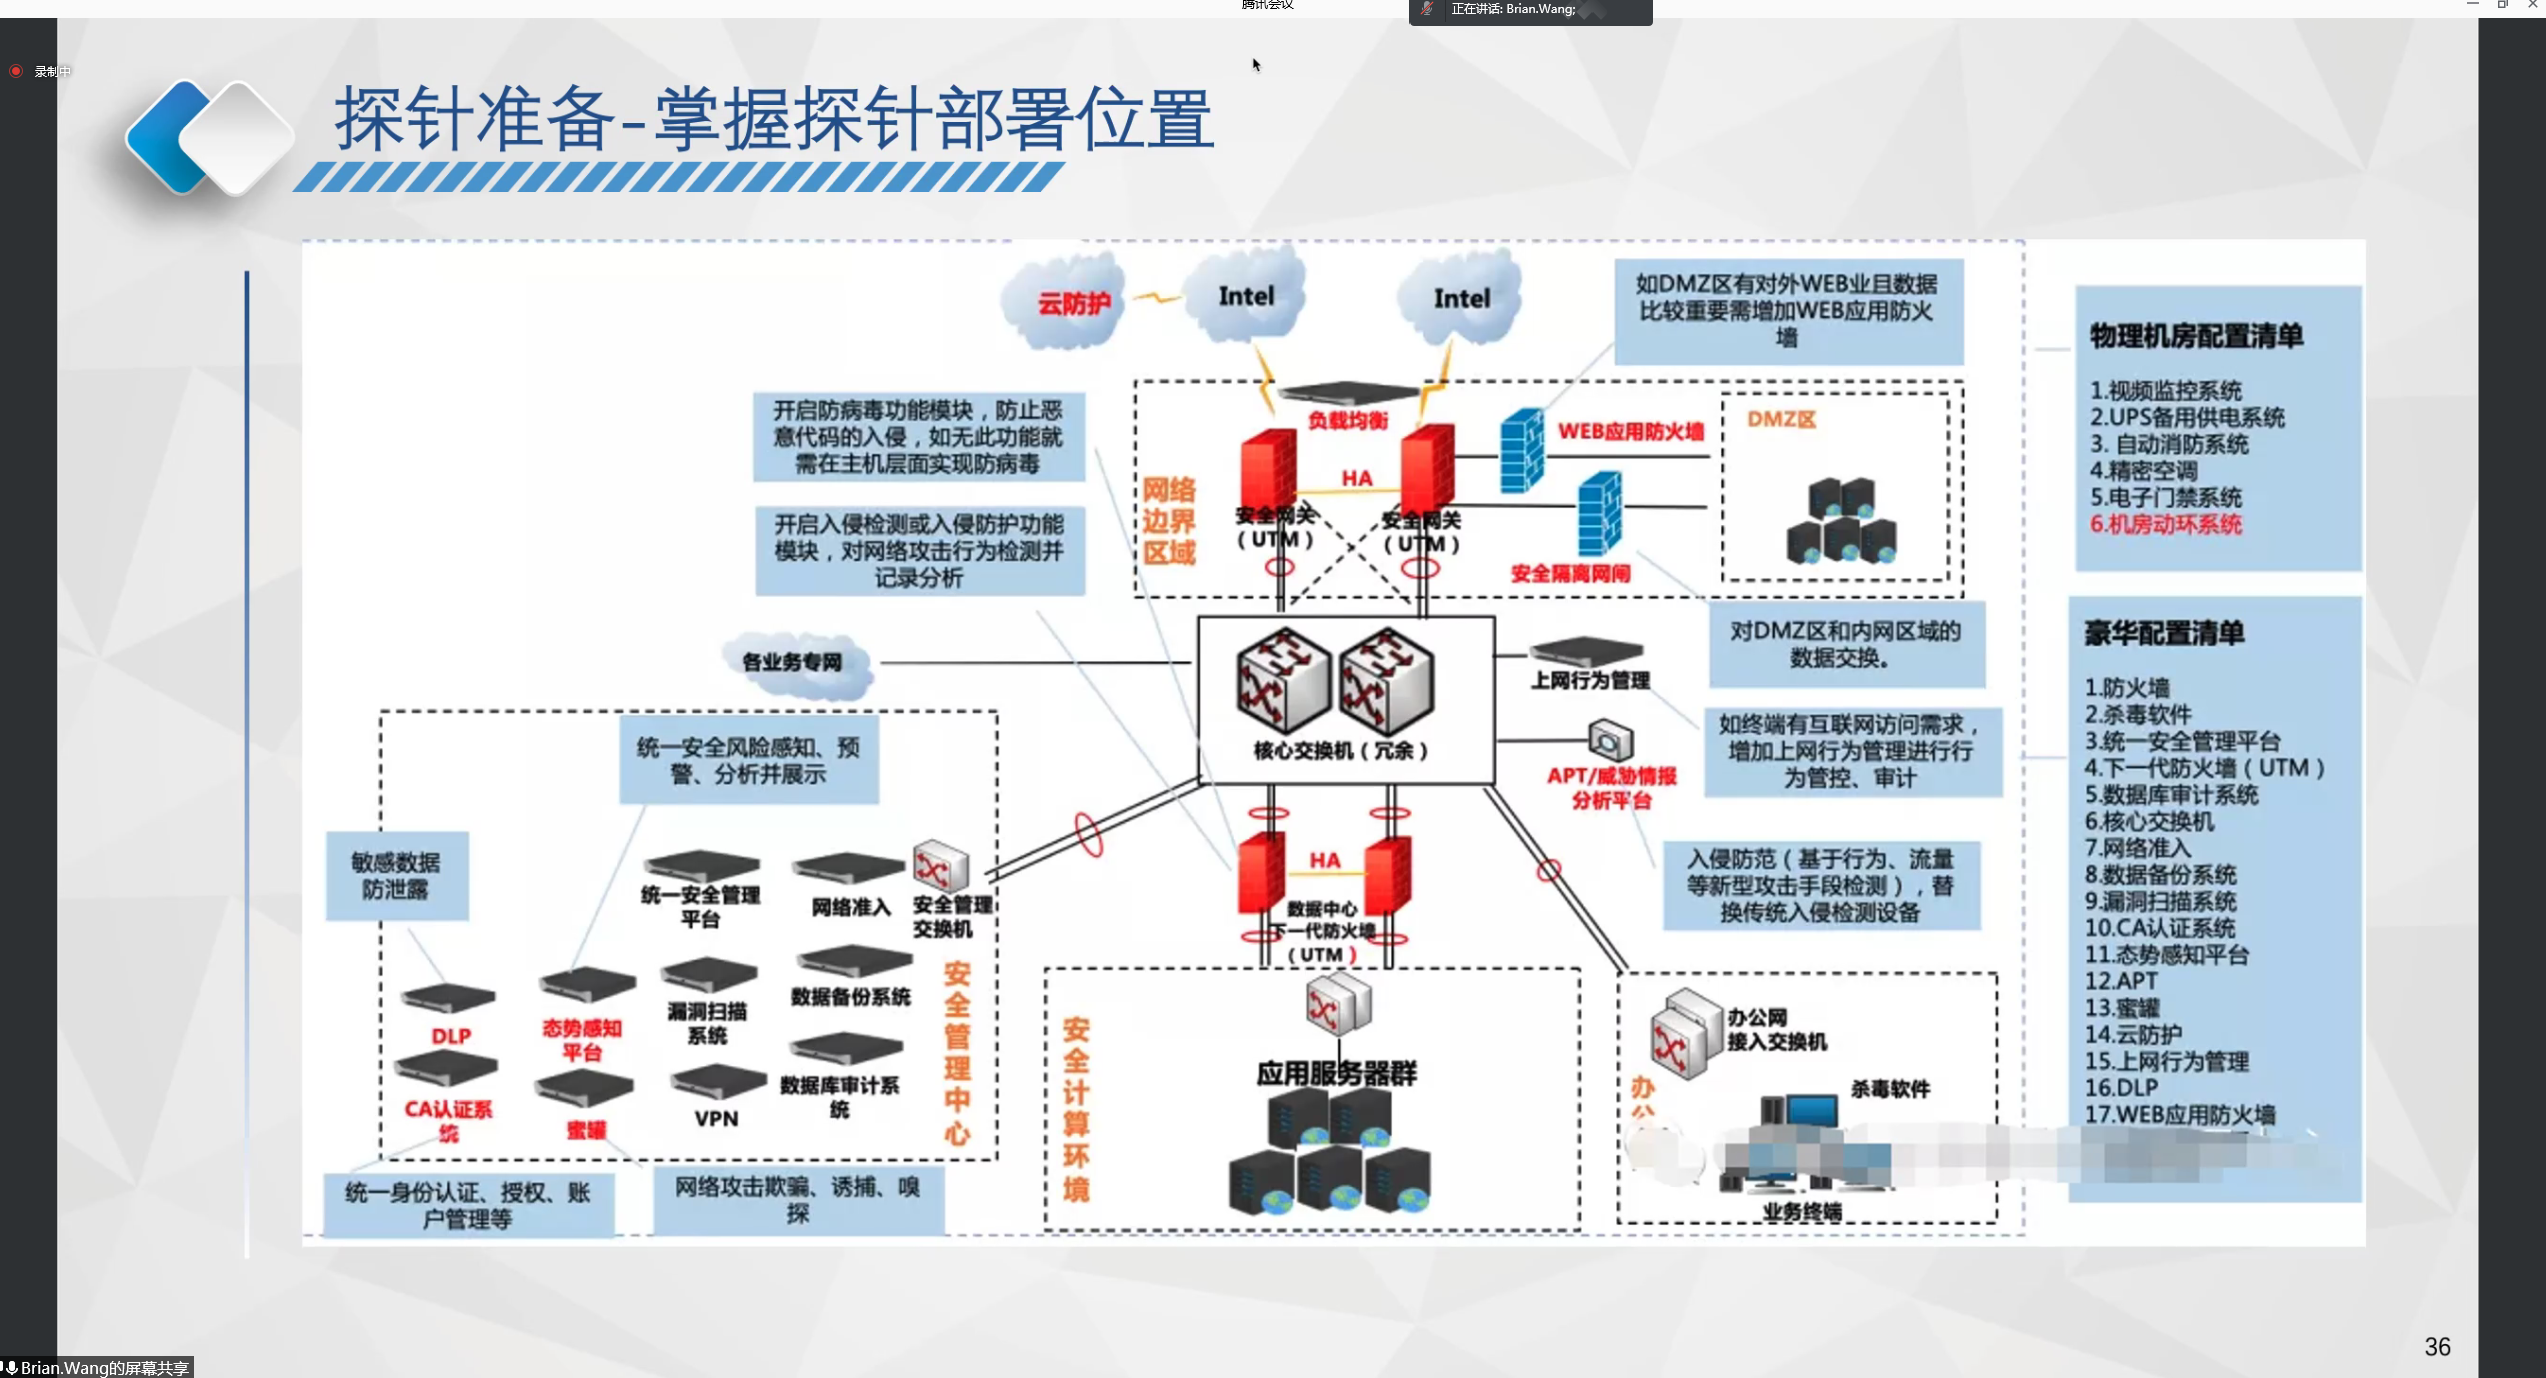 腾讯会议
正在讲话: Brian.Wang;
录制中
探针准备-掌握探针部署位置
云防护
Intel
Intel
如DMZ区有对外WEB业且数据
比较重要需增加WEB应用防火
墙
物理机房配置清单
1.视频监控系统
2.UPS备用供电系统
3. 自动消防系统
4.精密空调
5.电子门禁系统
6.机房动环系统
开启防病毒功能模块，防止恶
意代码的入侵，如无此功能就
需在主机层面实现防病毒
开启入侵检测或入侵防护功能
模块，对网络攻击行为检测并
记录分析
负载均衡
HA
网络
边界
区域
安全网关
（UTM）
安全网关
（UTM）
WEB应用防火墙
安全隔离网闸
DMZ区
对DMZ区和内网区域的
数据交换。
各业务专网
核心交换机（冗余）
上网行为管理
如终端有互联网访问需求，
增加上网行为管理进行行
为管控、审计
APT/威胁情报
分析平台
入侵防范（基于行为、流量
等新型攻击手段检测），替
换传统入侵检测设备
豪华配置清单
1.防火墙
2.杀毒软件
3.统一安全管理平台
4.下一代防火墙（UTM）
5.数据库审计系统
6.核心交换机
7.网络准入
8.数据备份系统
9.漏洞扫描系统
10.CA认证系统
11.态势感知平台
12.APT
13.蜜罐
14.云防护
15.上网行为管理
16.DLP
17.WEB应用防火墙
统一安全风险感知、预
警、分析并展示
敏感数据
防泄露
统一安全管理
平台
网络准入
安全管理
交换机
DLP
态势感知
平台
漏洞扫描
系统
数据备份系统
CA认证系
统
蜜罐
VPN
数据库审计系
统
安全管理中心
统一身份认证、授权、账
户管理等
网络攻击欺骗、诱捕、嗅
探
HA
数据中心
下一代防火墙
（UTM）
安全计算环境
应用服务器群
办公网
接入交换机
办公
杀毒软件
业务终端
36
Brian.Wang的屏幕共享